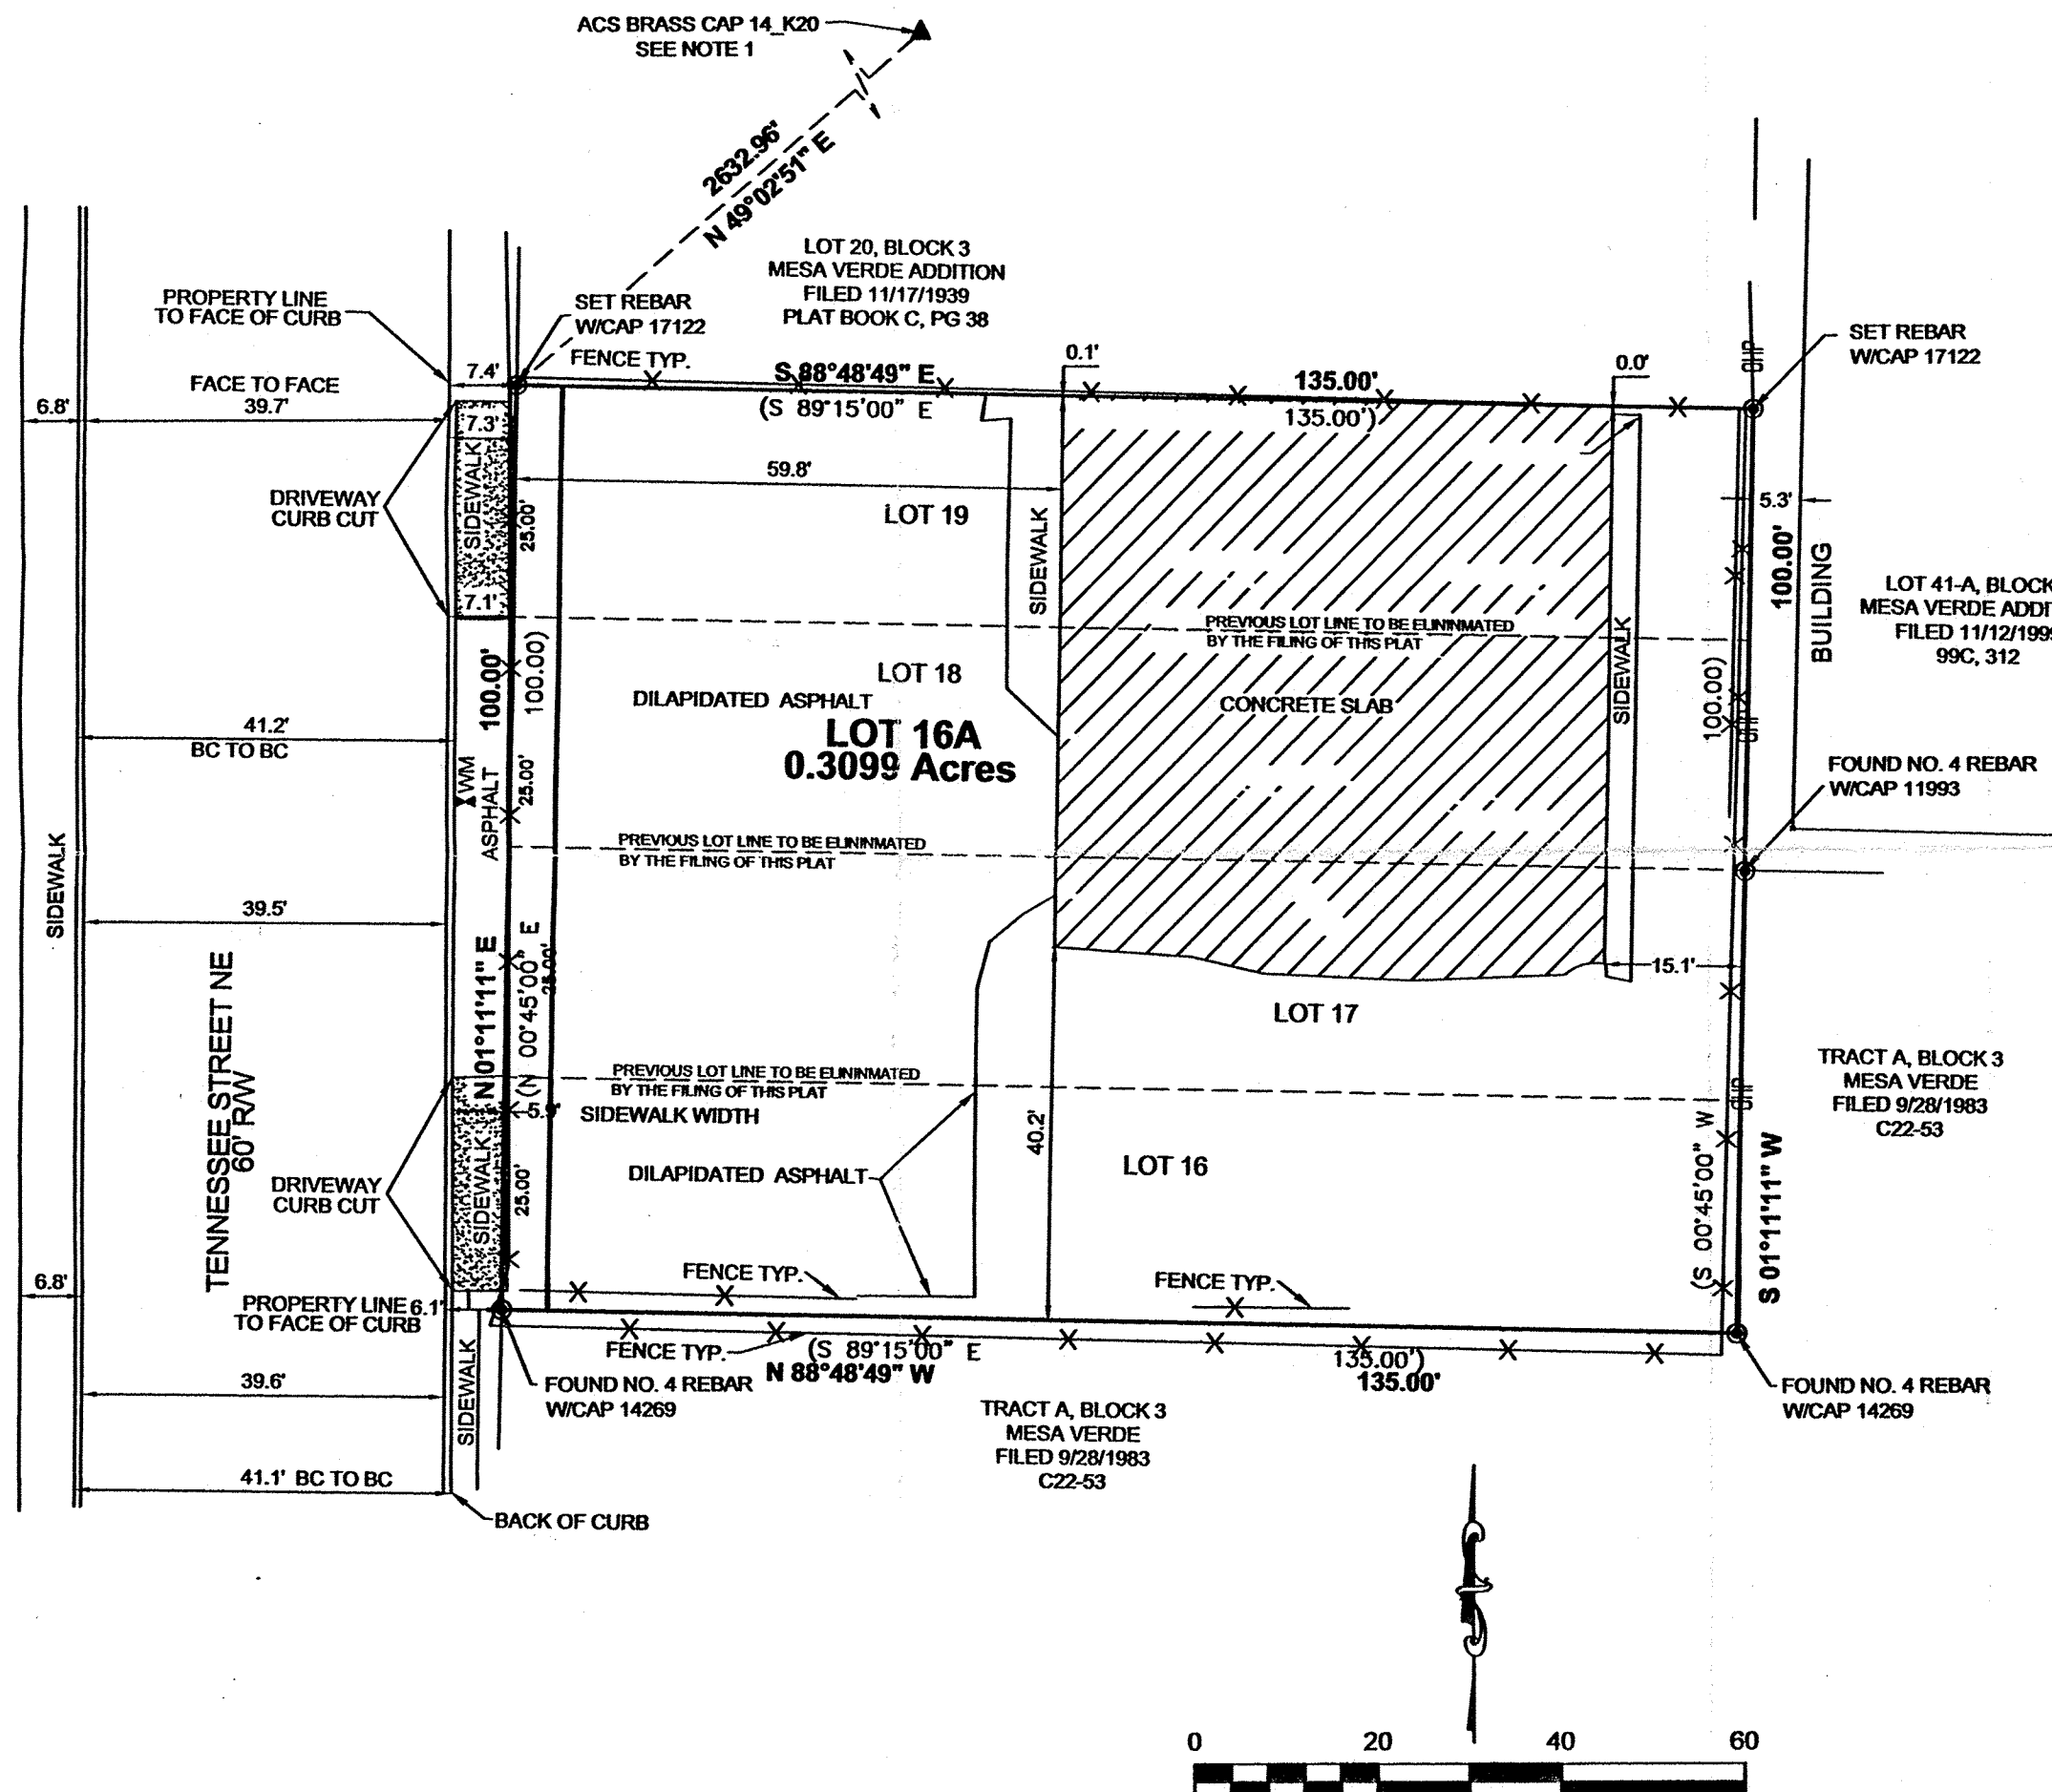 ACS BRASS CAP 14_K20
SEE NOTE 1
2632.96'
N 49°02'51" E
LOT 20, BLOCK 3
MESA VERDE ADDITION
FILED 11/17/1939
PLAT BOOK C, PG 38
PROPERTY LINE
TO FACE OF CURB
SET REBAR
W/CAP 17122
FENCE TYP.
S 88°48'49" E
135.00'
(S 89°15'00" E
135.00')
0.1'
0.0'
SET REBAR
W/CAP 17122
7.4'
FACE TO FACE
39.7'
6.8'
7.3'
SIDEWALK
7.1'
25.00'
59.8'
LOT 19
SIDEWALK
DRIVEWAY
CURB CUT
5.3'
100.00'
BUILDING
LOT 41-A, BLOCK
MESA VERDE ADDIT
FILED 11/12/1999
99C, 312
PREVIOUS LOT LINE TO BE ELININMATED
BY THE FILING OF THIS PLAT
SIDEWALK
100.00)
100.00'
100.00)
LOT 18
DILAPIDATED ASPHALT
CONCRETE SLAB
LOT 16A
0.3099 Acres
41.2'
BC TO BC
WM
ASPHALT
25.00'
FOUND NO. 4 REBAR
W/CAP 11993
PREVIOUS LOT LINE TO BE ELININMATED
BY THE FILING OF THIS PLAT
SIDEWALK
39.5'
TENNESSEE STREET NE
60' R/W
N 01°11'11" E
(N 00°45'00" E
25.00'
15.1'
LOT 17
TRACT A, BLOCK 3
MESA VERDE
FILED 9/28/1983
C22-53
PREVIOUS LOT LINE TO BE ELININMATED
BY THE FILING OF THIS PLAT
SIDEWALK WIDTH
SIDEWALK
25.00'
40.2'
LOT 16
DILAPIDATED ASPHALT
DRIVEWAY
CURB CUT
(S 00°45'00" W
S 01°11'11" W
6.8'
FENCE TYP.
FENCE TYP.
PROPERTY LINE 6.1'
TO FACE OF CURB
SIDEWALK
FENCE TYP.
(S 89°15'00" E
135.00')
N 88°48'49" W
135.00'
39.6'
FOUND NO. 4 REBAR
W/CAP 14269
FOUND NO. 4 REBAR
W/CAP 14269
TRACT A, BLOCK 3
MESA VERDE
FILED 9/28/1983
C22-53
41.1' BC TO BC
BACK OF CURB
0 20 40 60